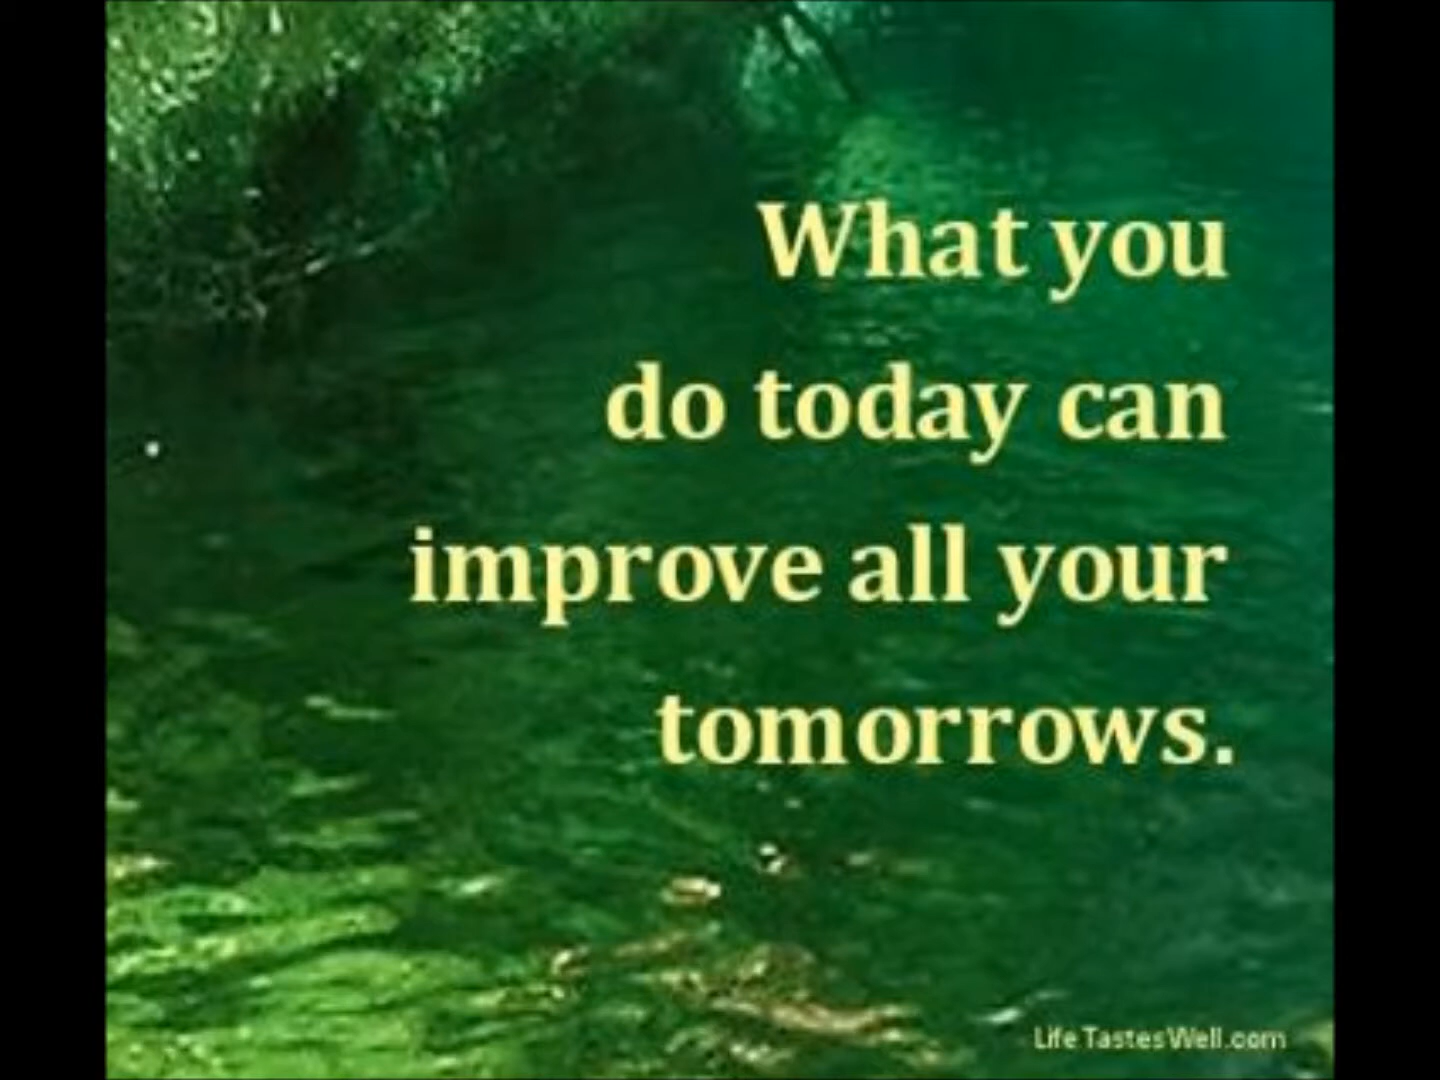 What you
do today can
improve all your
tomorrows.
LifeTastesWell.com